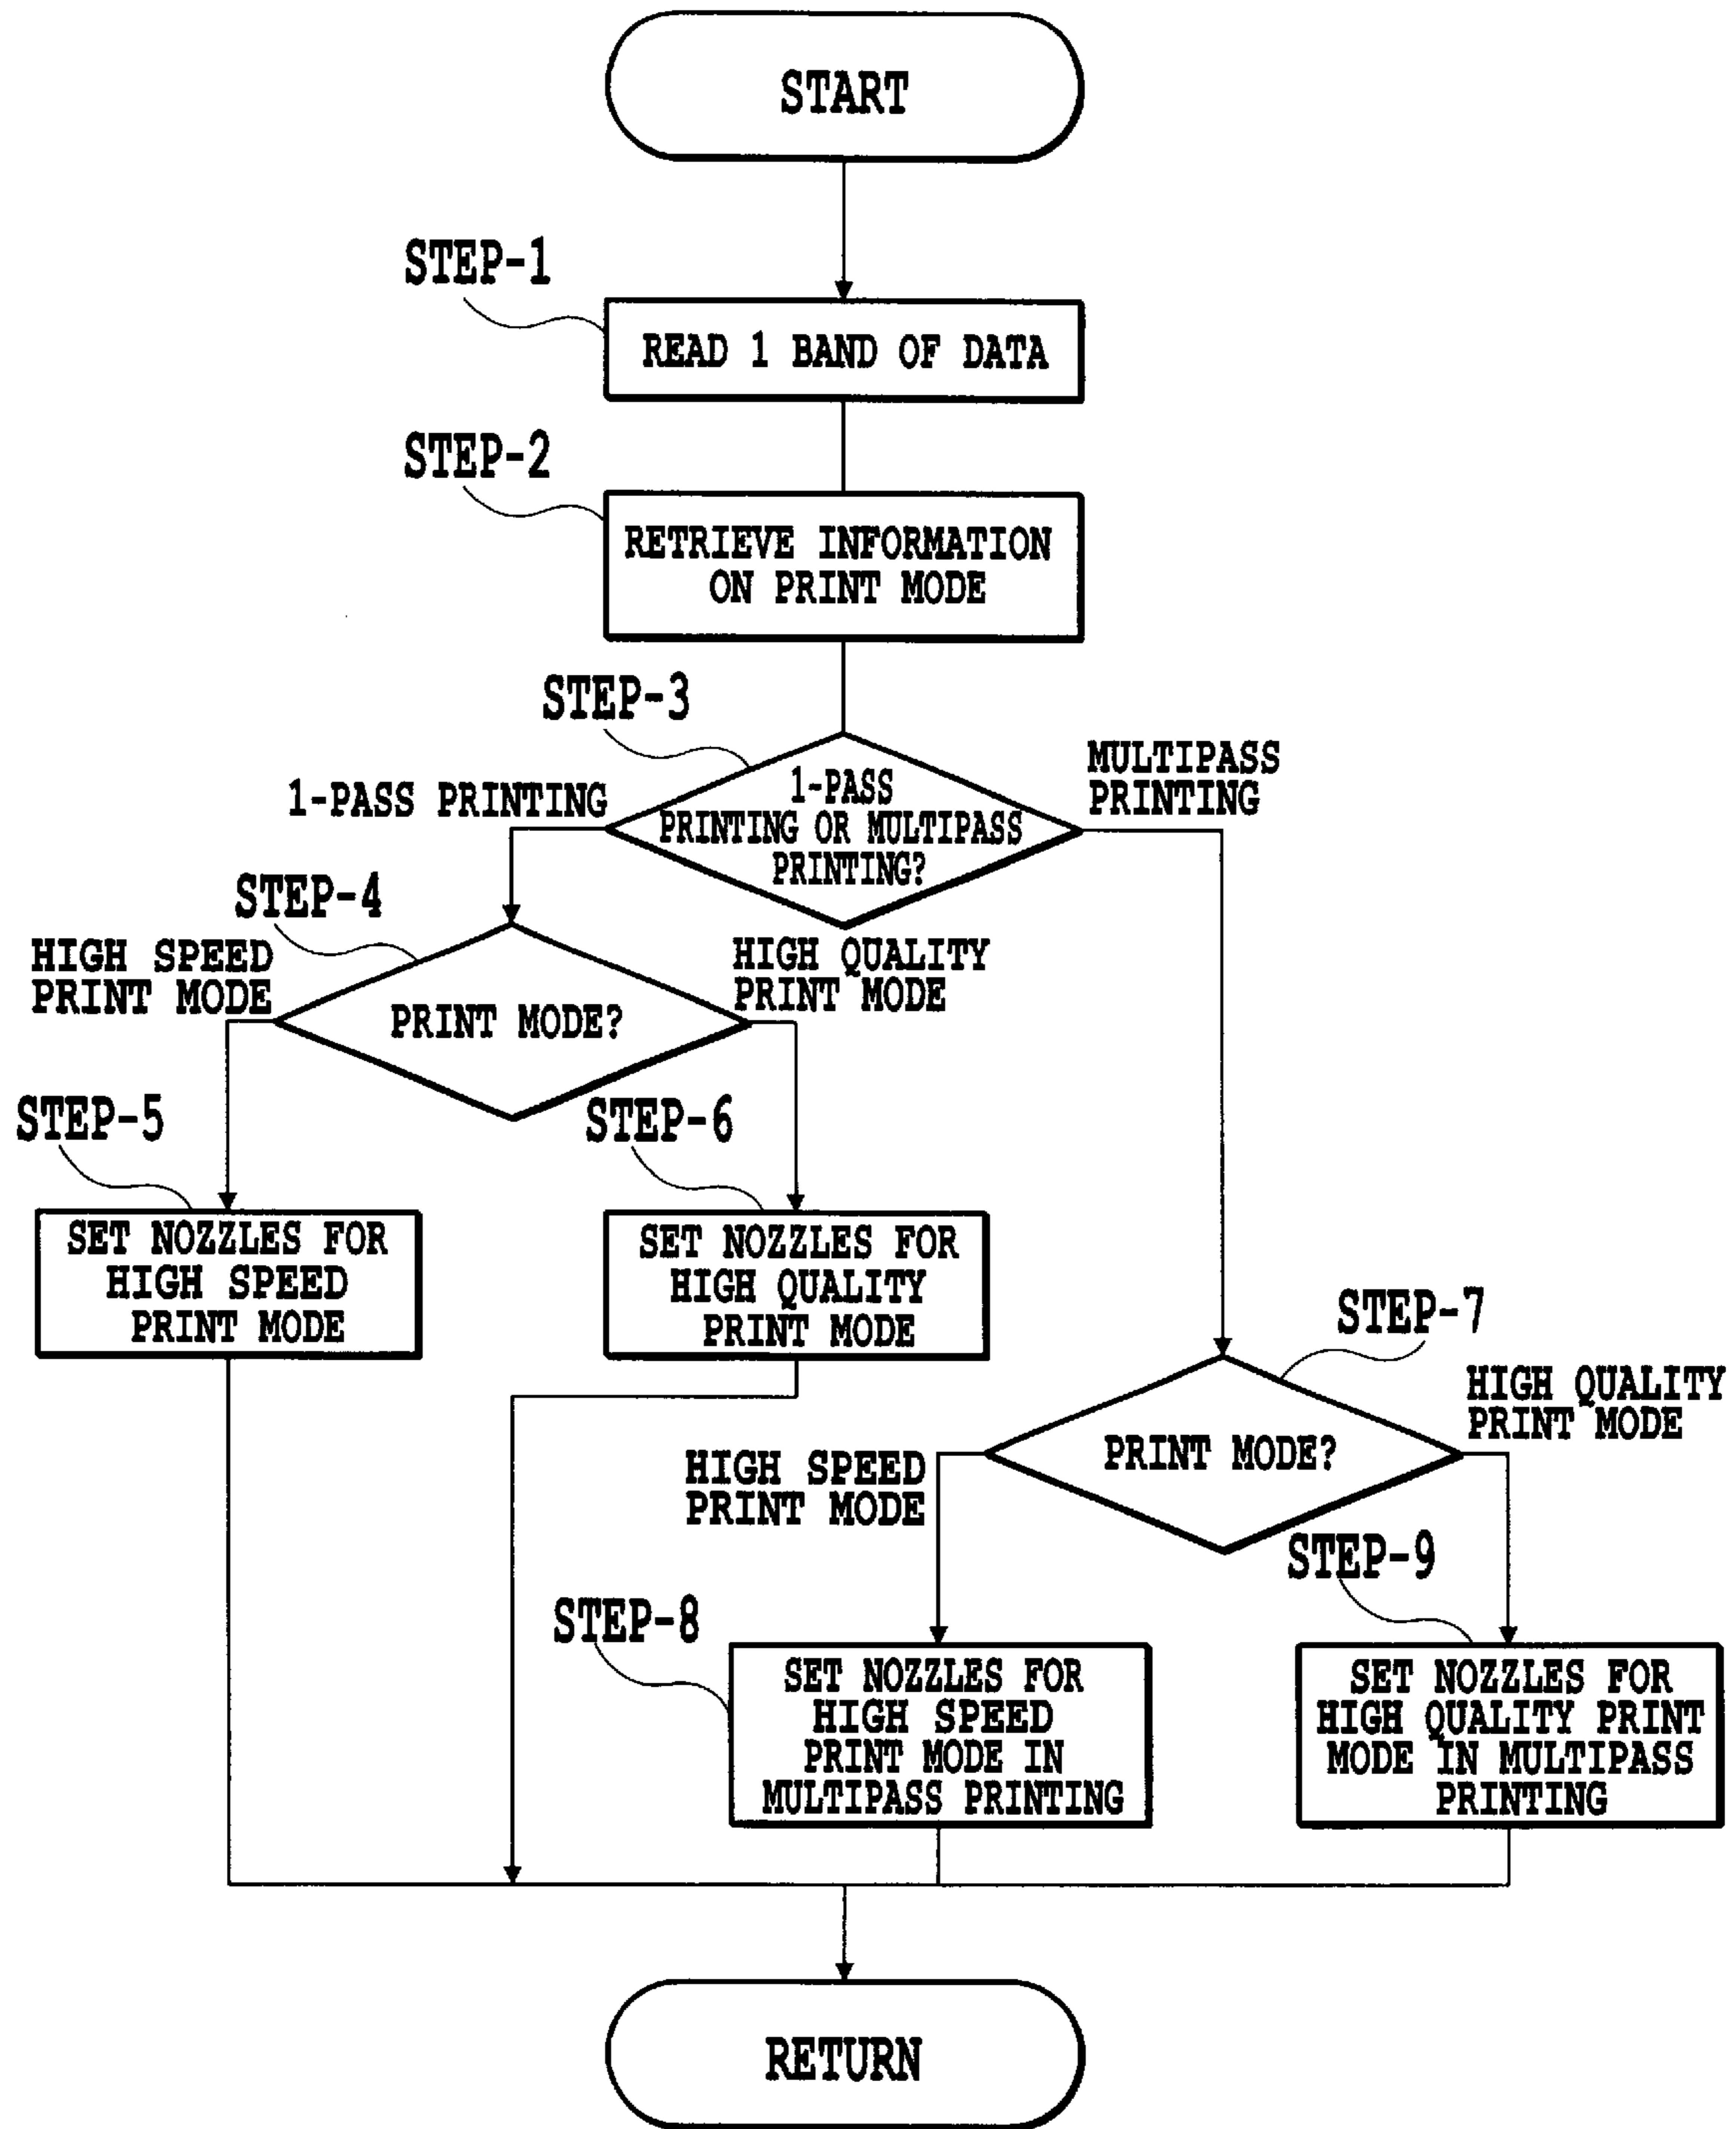 START
STEP-1
READ 1 BAND OF DATA
STEP-2
RETRIEVE INFORMATION
ON PRINT MODE
STEP-3
1-PASS PRINTING
1-PASS
PRINTING OR MULTIPASS
PRINTING?
MULTIPASS
PRINTING
STEP-4
HIGH SPEED
PRINT MODE
PRINT MODE?
HIGH QUALITY
PRINT MODE
STEP-5
SET NOZZLES FOR
HIGH SPEED
PRINT MODE
STEP-6
SET NOZZLES FOR
HIGH QUALITY
PRINT MODE
STEP-7
HIGH SPEED
PRINT MODE
PRINT MODE?
HIGH QUALITY
PRINT MODE
STEP-8
SET NOZZLES FOR
HIGH SPEED
PRINT MODE IN
MULTIPASS PRINTING
STEP-9
SET NOZZLES FOR
HIGH QUALITY PRINT
MODE IN MULTIPASS
PRINTING
RETURN